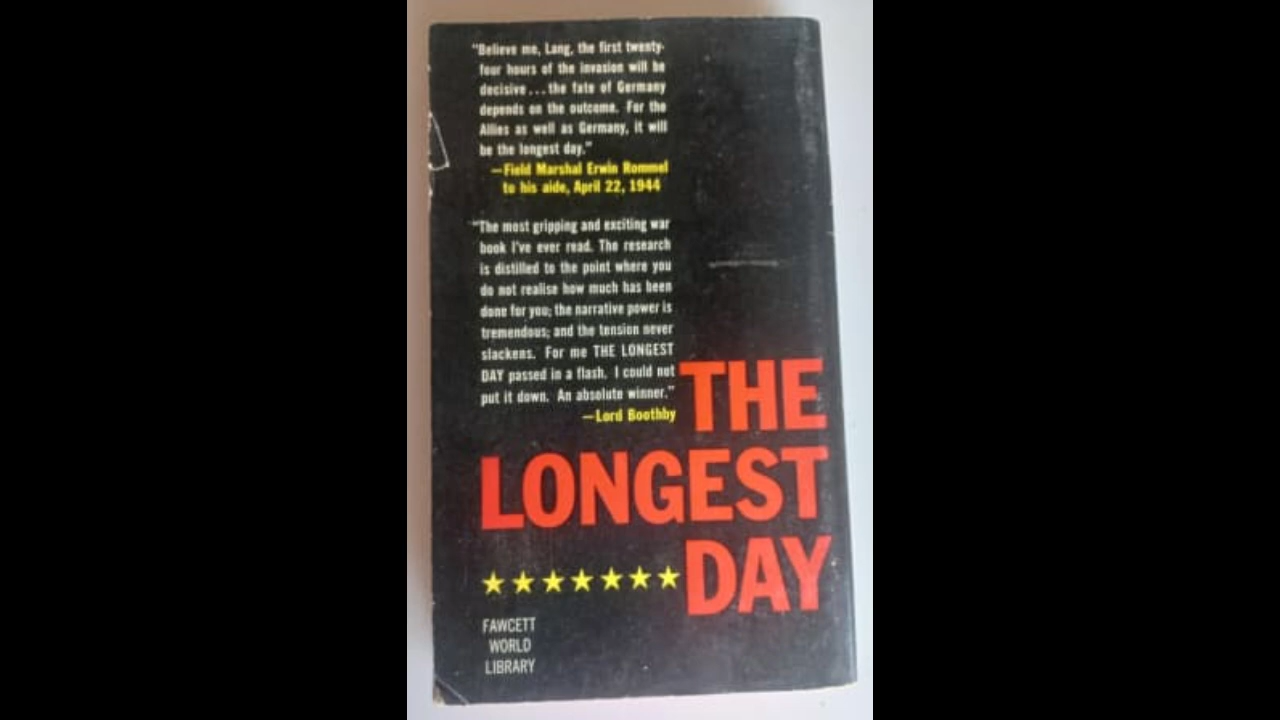 "Believe me, Lang, the first twenty-
four hours of the invasion will be
decisive...the fate of Germany
depends on the outcome. For the
Allies as well as Germany, it will
be the longest day."
—Field Marshal Erwin Rommel
to his aide, April 22, 1944
"The most gripping and exciting war
book I've ever read. The research
is distilled to the point where you
do not realise how much has been
done for you; the narrative power is
tremendous; and the tension never
slackens. For me THE LONGEST
DAY passed in a flash. I could not
put it down. An absolute winner."
—Lord Boothby
THE
LONGEST
DAY
FAWCETT
WORLD
LIBRARY